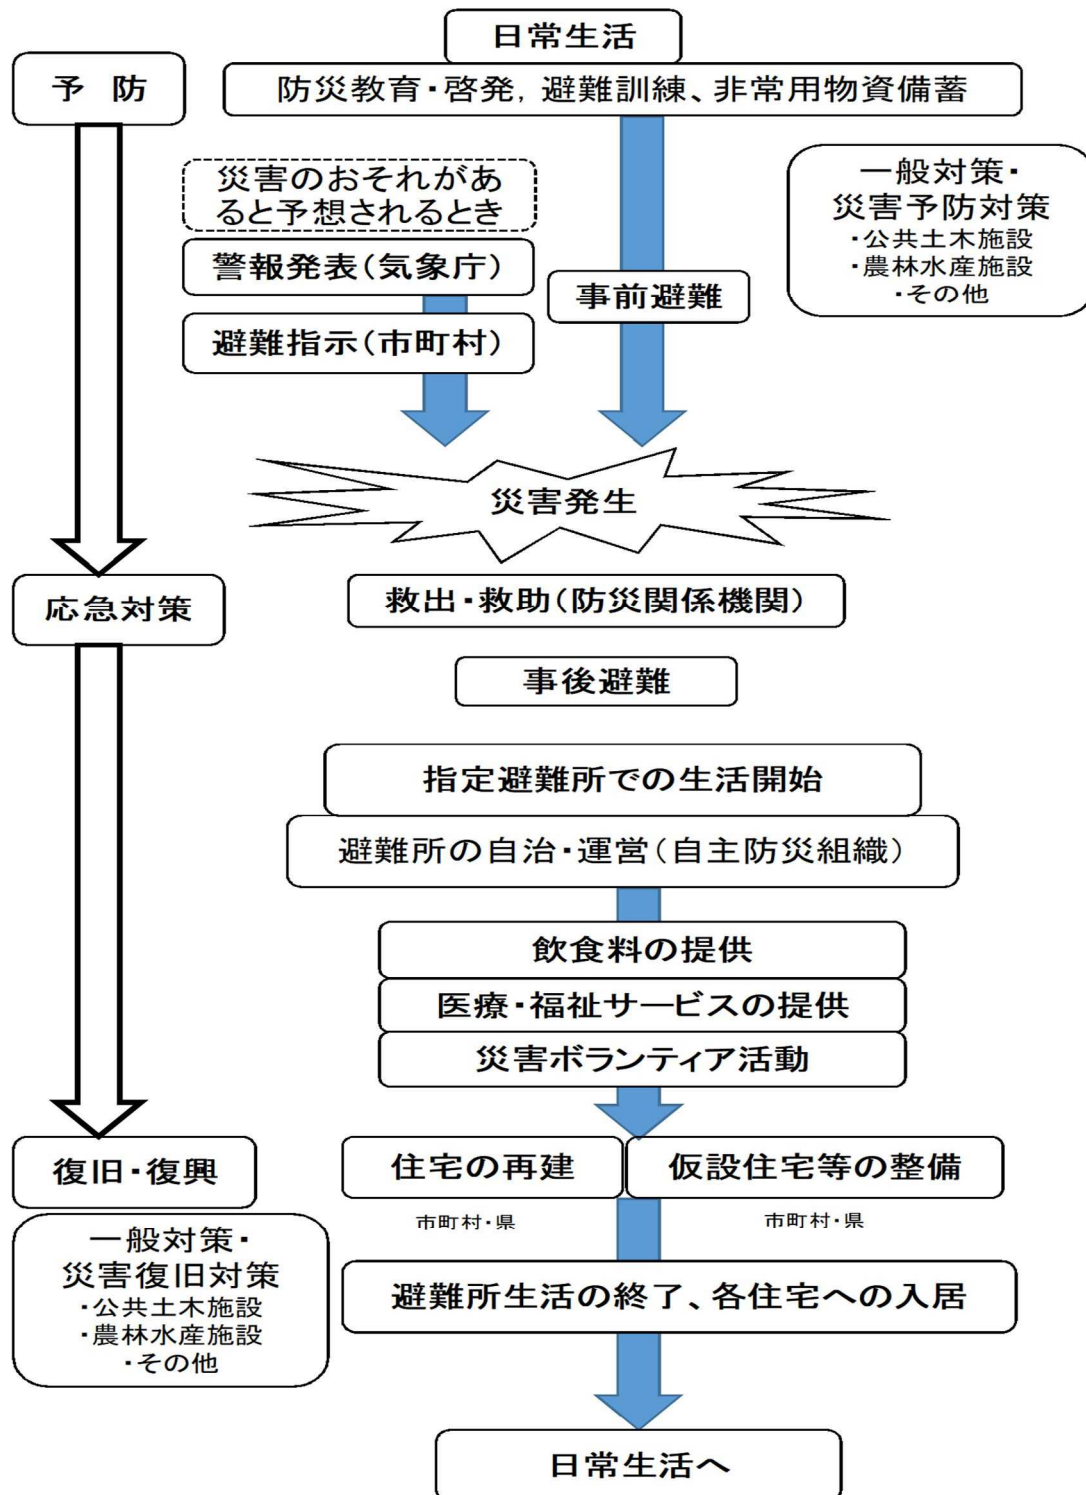 日常生活
予 防
防災教育・啓発, 避難訓練、非常用物資備蓄
災害のおそれがあ
ると予想されるとき
警報発表(気象庁)
避難指示(市町村)
事前避難
一般対策・
災害予防対策
・公共土木施設
・農林水産施設
・その他
災害発生
応急対策
救出・救助(防災関係機関)
事後避難
指定避難所での生活開始
避難所の自治・運営(自主防災組織)
飲食料の提供
医療・福祉サービスの提供
災害ボランティア活動
復旧・復興
住宅の再建
仮設住宅等の整備
市町村・県
市町村・県
一般対策・
災害復旧対策
・公共土木施設
・農林水産施設
・その他
避難所生活の終了、各住宅への入居
日常生活へ